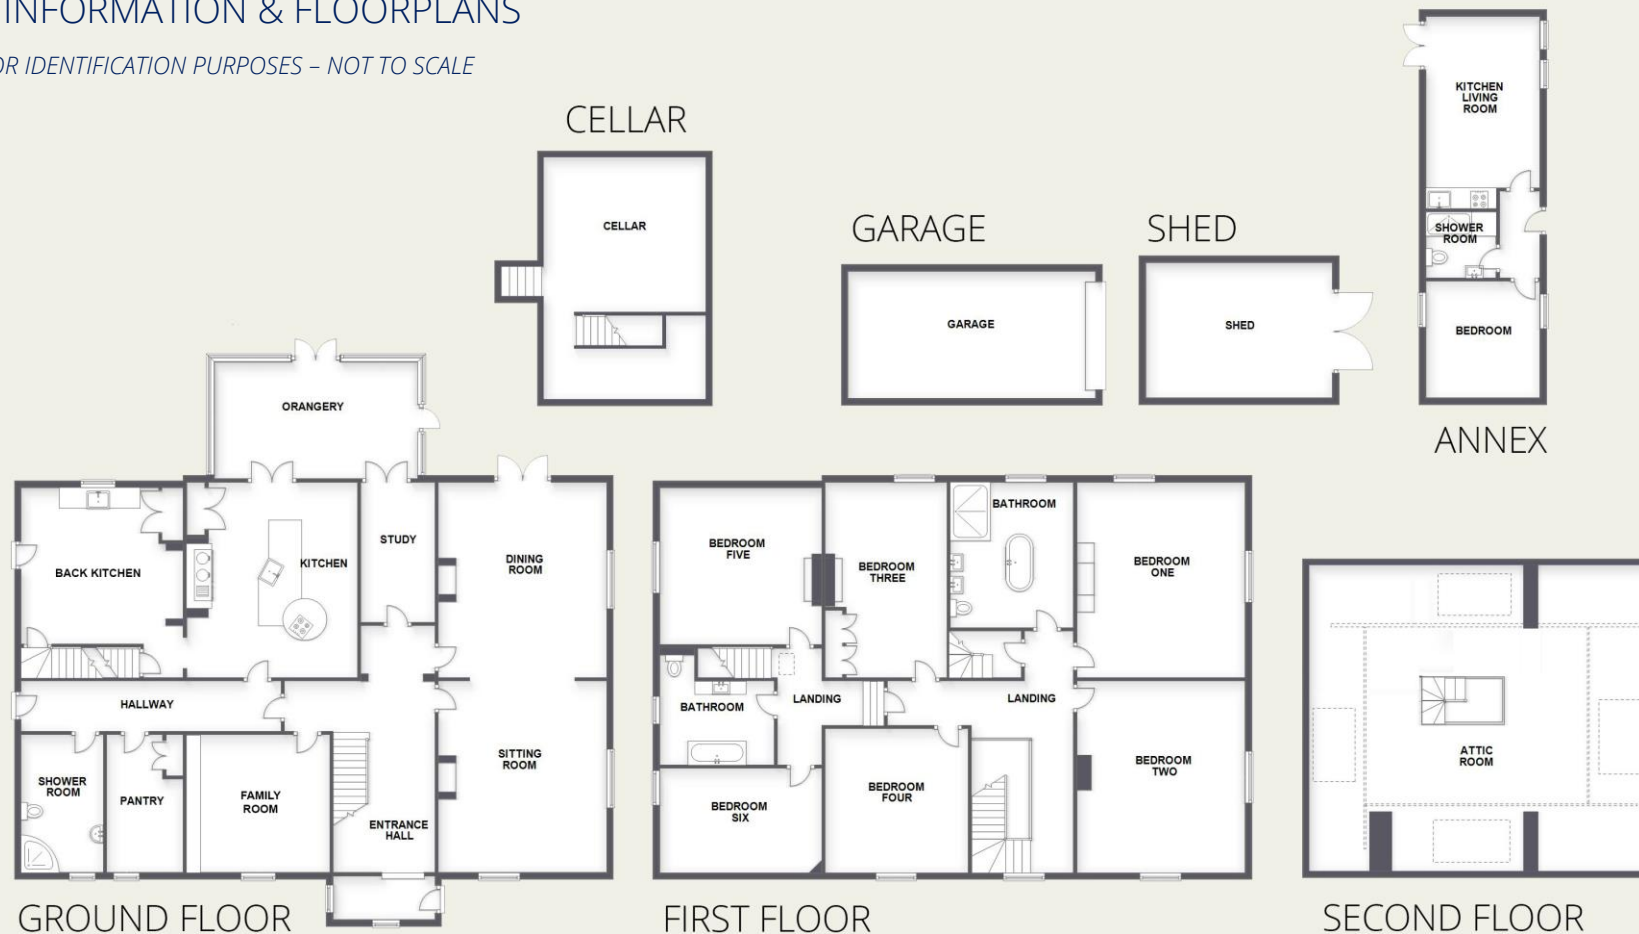 INFORMATION & FLOORPLANS
OR IDENTIFICATION PURPOSES – NOT TO SCALE
CELLAR
CELLAR
GARAGE
GARAGE
SHED
SHED
KITCHEN
LIVING
ROOM
SHOWER
ROOM
BEDROOM
ANNEX
ORANGERY
BACK KITCHEN
KITCHEN
STUDY
DINING
ROOM
HALLWAY
SITTING
ROOM
SHOWER
ROOM
PANTRY
FAMILY
ROOM
ENTRANCE
HALL
GROUND FLOOR
BEDROOM
FIVE
BEDROOM
THREE
BATHROOM
BEDROOM
ONE
BATHROOM
LANDING
LANDING
BEDROOM
SIX
BEDROOM
FOUR
BEDROOM
TWO
FIRST FLOOR
ATTIC
ROOM
SECOND FLOOR